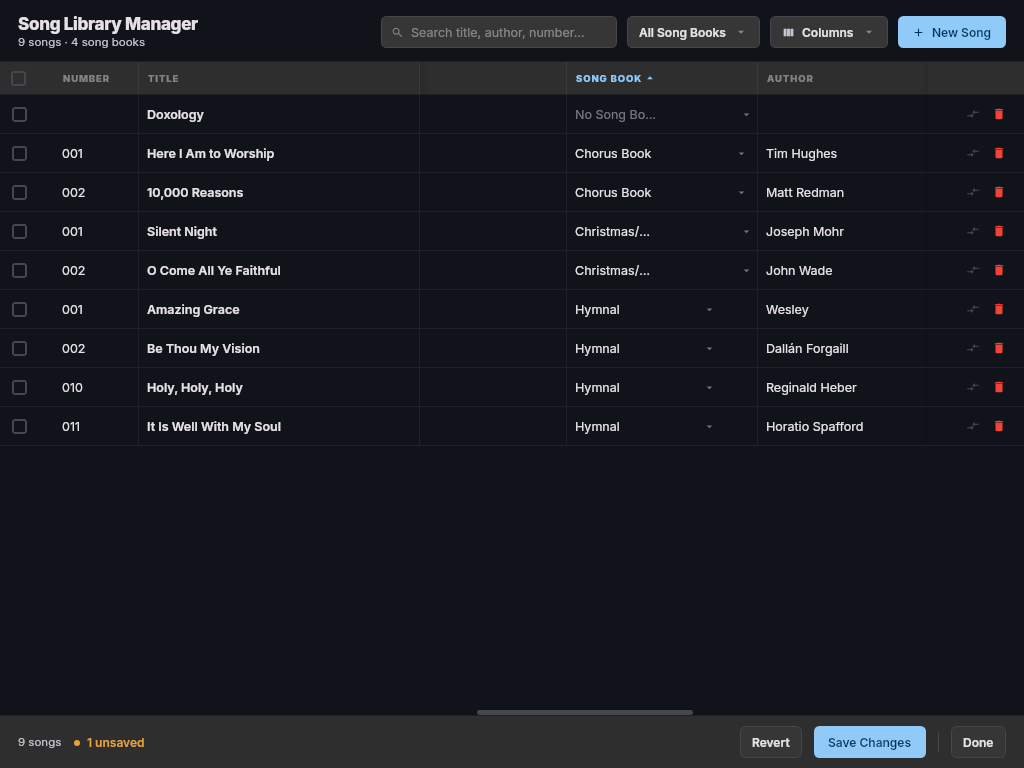 Song Library Manager
9 songs · 4 song books
Search title, author, number...
All Song Books
Columns
+ New Song
NUMBER TITLE SONG BOOK AUTHOR
Doxology No Song Bo...
001 Here I Am to Worship Chorus Book Tim Hughes
002 10,000 Reasons Chorus Book Matt Redman
001 Silent Night Christmas/... Joseph Mohr
002 O Come All Ye Faithful Christmas/... John Wade
001 Amazing Grace Hymnal Wesley
002 Be Thou My Vision Hymnal Dallán Forgaill
010 Holy, Holy, Holy Hymnal Reginald Heber
011 It Is Well With My Soul Hymnal Horatio Spafford
9 songs 1 unsaved Revert Save Changes Done